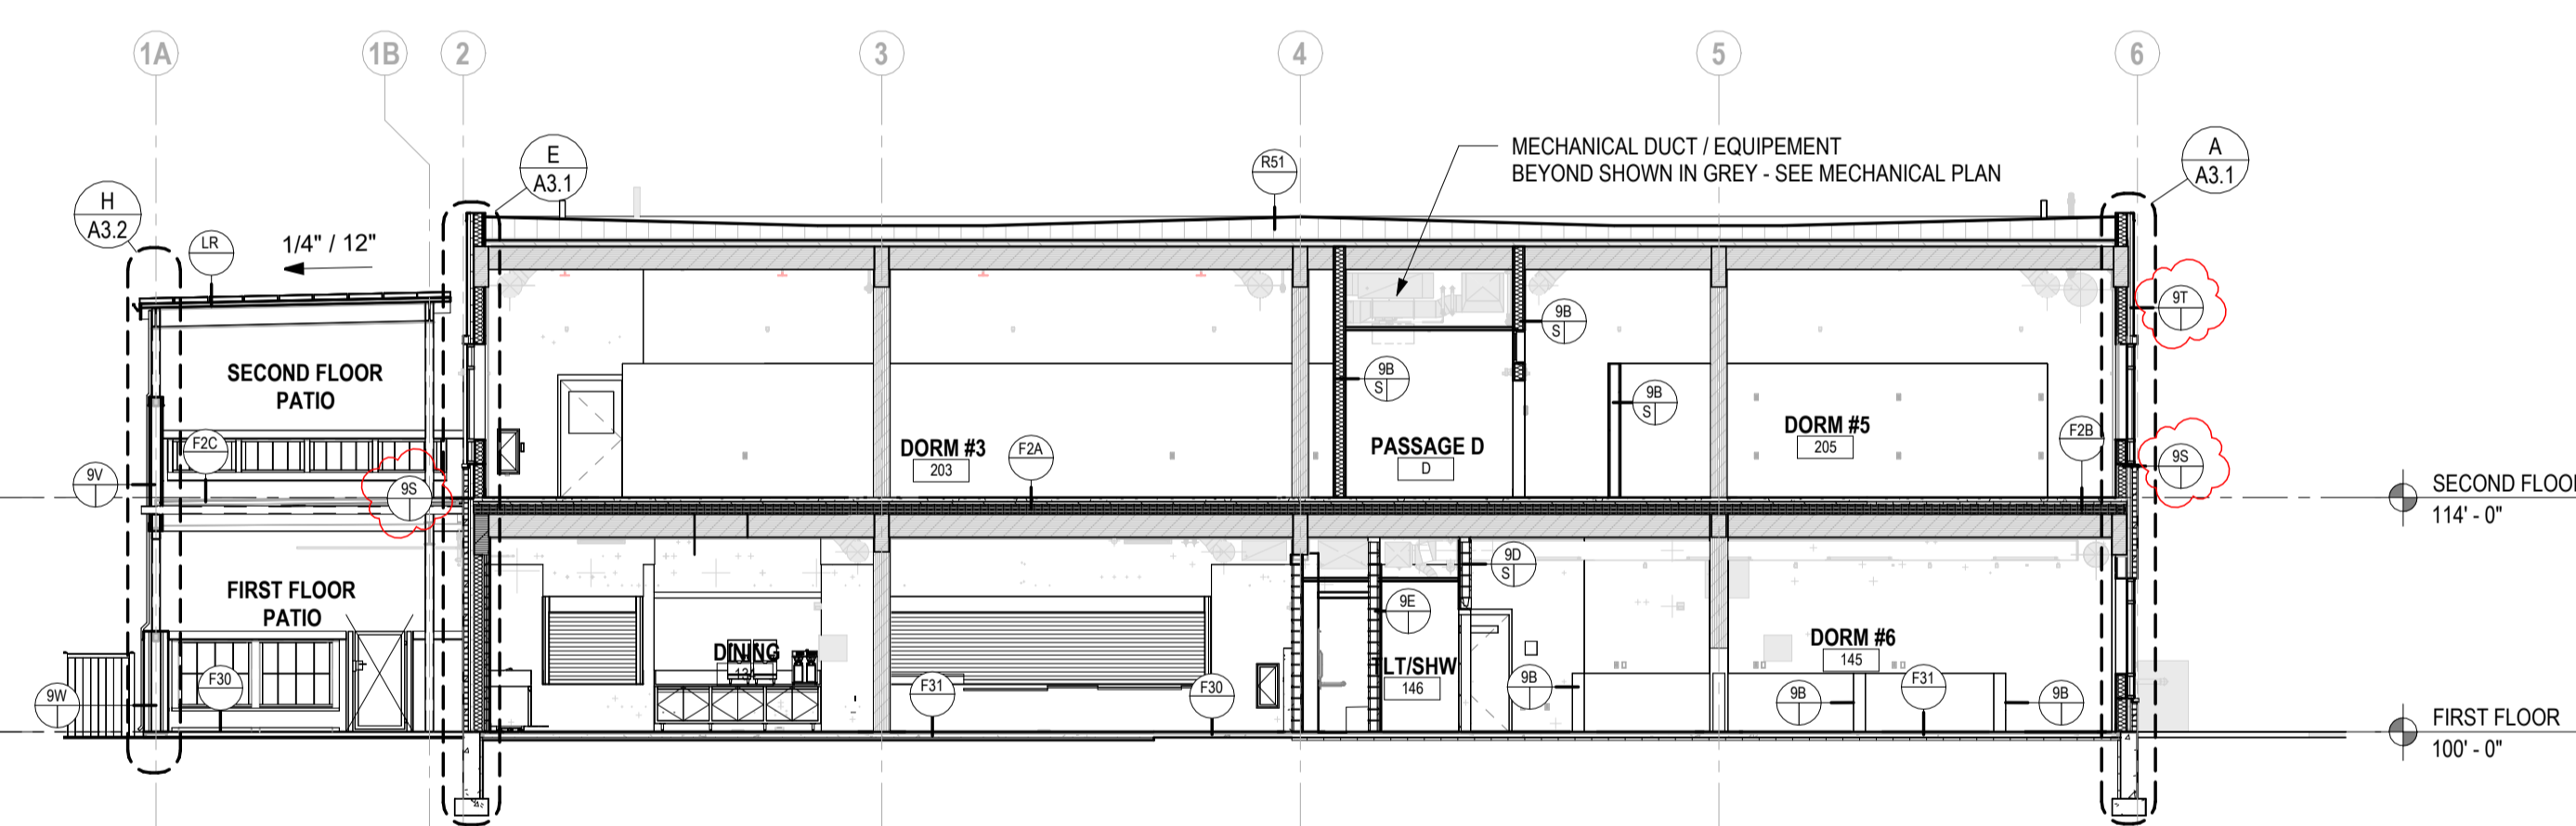 1A
1B
2
3
4
5
6
E
A3.1
H
A3.2
LR
1/4" / 12"
R51
MECHANICAL DUCT / EQUIPEMENT
BEYOND SHOWN IN GREY - SEE MECHANICAL PLAN
A
A3.1
9T
9B
S
9B
S
9B
S
SECOND FLOOR
PATIO
F2C
9V
9S
DORM #3
203
F2A
PASSAGE D
D
DORM #5
205
F2B
9S
114' - 0"
FIRST FLOOR
PATIO
F30
9W
DINING
F31
F30
9D
S
9E
TLT/SHW
146
9B
DORM #6
145
9B
F31
9B
FIRST FLOOR
100' - 0"